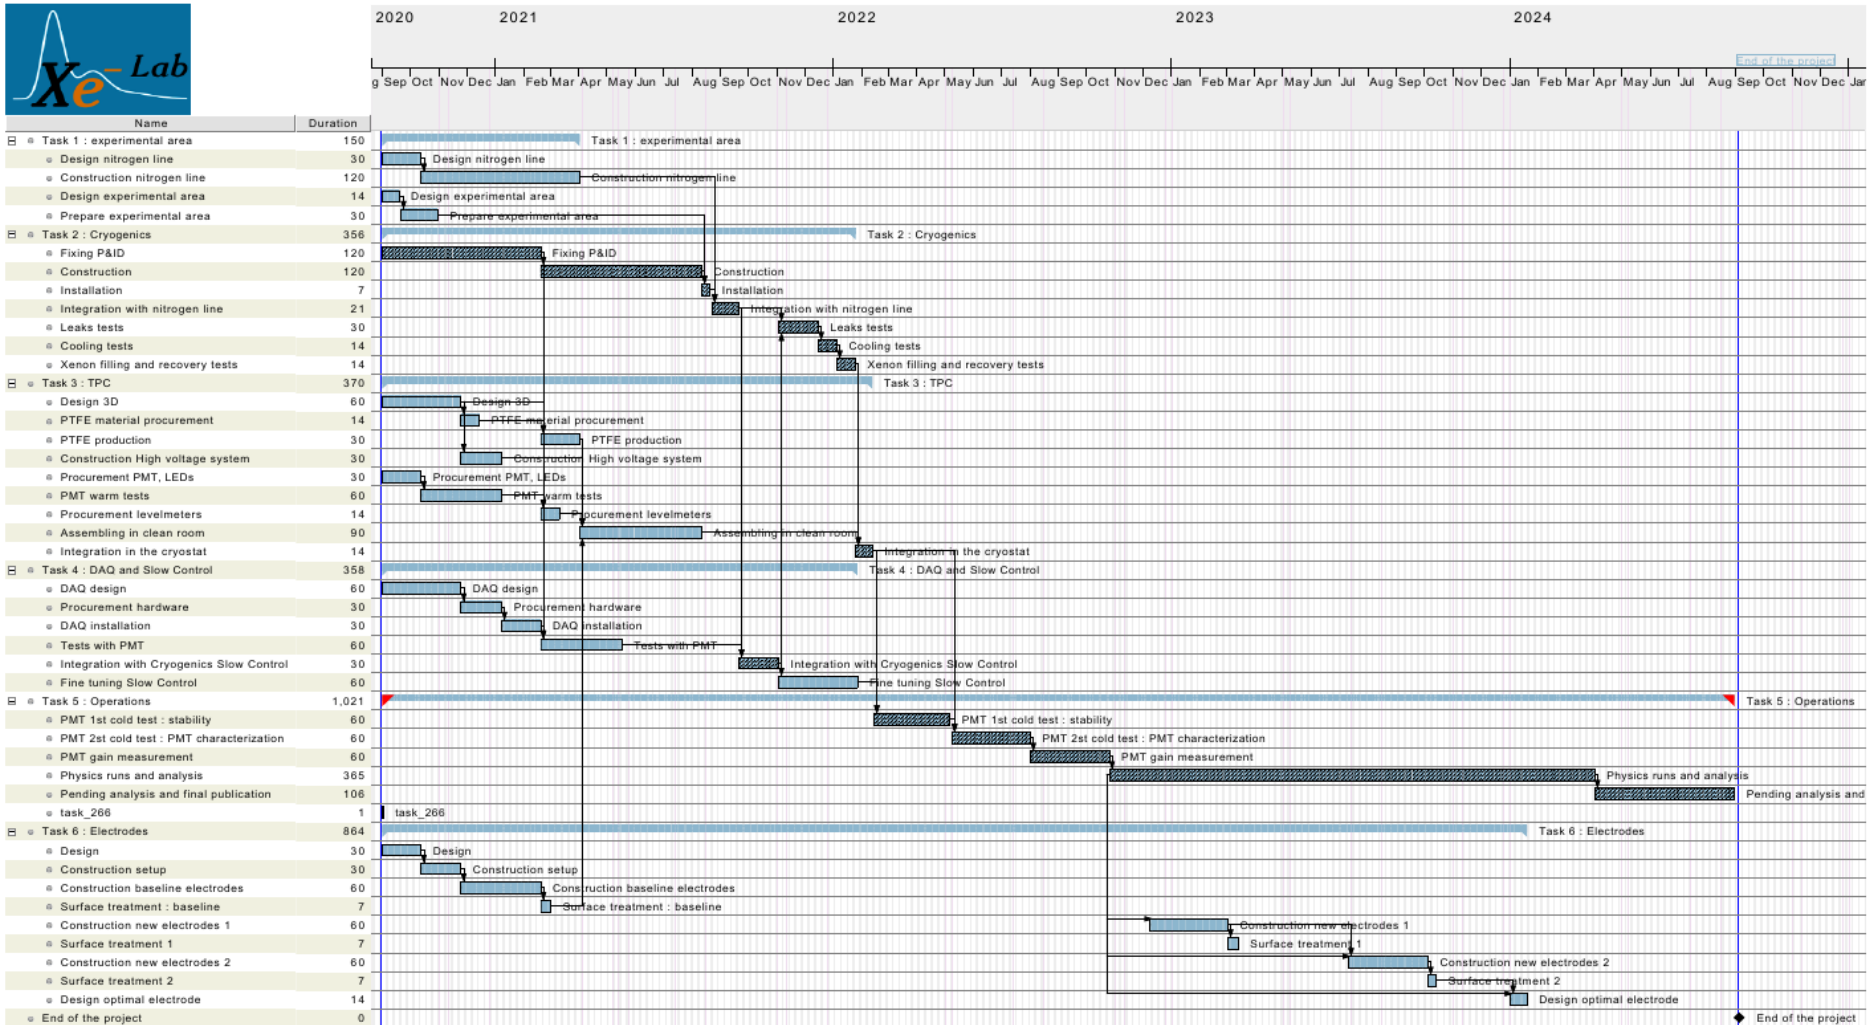 Xe- Lab
2020 2021 2022 2023 2024
End of the project
g Sep Oct Nov Dec Jan Feb Mar Apr May Jun Jul Aug Sep Oct Nov Dec Jan Feb Mar Apr May Jun Jul Aug Sep Oct Nov Dec Jan Feb Mar Apr May Jun Jul Aug Sep Oct Nov Dec Jan Feb Mar Apr May Jun Jul Aug Sep Oct Nov Dec Jan
Name Duration
Task 1 : experimental area 150 Task 1 : experimental area
Design nitrogen line 30 Design nitrogen line
Construction nitrogen line 120 Construction nitrogen line
Design experimental area 14 Design experimental area
Prepare experimental area 30 Prepare experimental area
Task 2 : Cryogenics 356 Task 2 : Cryogenics
Fixing P&ID 120 Fixing P&ID
Construction 120 Construction
Installation 7 Installation
Integration with nitrogen line 21 Integration with nitrogen line
Leaks tests 30 Leaks tests
Cooling tests 14 Cooling tests
Xenon filling and recovery tests 14 Xenon filling and recovery tests
Task 3 : TPC 370 Task 3 : TPC
Design 3D 60 Design 3D
PTFE material procurement 14 PTFE material procurement
PTFE production 30 PTFE production
Construction High voltage system 30 Construction High voltage system
Procurement PMT, LEDs 30 Procurement PMT, LEDs
PMT warm tests 60 PMT warm tests
Procurement levelmeters 14 Procurement levelmeters
Assembling in clean room 90 Assembling in clean room
Integration in the cryostat 14 Integration in the cryostat
Task 4 : DAQ and Slow Control 358 Task 4 : DAQ and Slow Control
DAQ design 60 DAQ design
Procurement hardware 30 Procurement hardware
DAQ installation 30 DAQ installation
Tests with PMT 60 Tests with PMT
Integration with Cryogenics Slow Control 30 Integration with Cryogenics Slow Control
Fine tuning Slow Control 60 Fine tuning Slow Control
Task 5 : Operations 1,021 Task 5 : Operations
PMT 1st cold test : stability 60 PMT 1st cold test : stability
PMT 2st cold test : PMT characterization 60 PMT 2st cold test : PMT characterization
PMT gain measurement 60 PMT gain measurement
Physics runs and analysis 365 Physics runs and analysis
Pending analysis and final publication 106 Pending analysis and
task_266 1 task_266
Task 6 : Electrodes 864 Task 6 : Electrodes
Design 30 Design
Construction setup 30 Construction setup
Construction baseline electrodes 60 Construction baseline electrodes
Surface treatment : baseline 7 Surface treatment : baseline
Construction new electrodes 1 60 Construction new electrodes 1
Surface treatment 1 7 Surface treatment 1
Construction new electrodes 2 60 Construction new electrodes 2
Surface treatment 2 7 Surface treatment 2
Design optimal electrode 14 Design optimal electrode
End of the project 0 End of the project